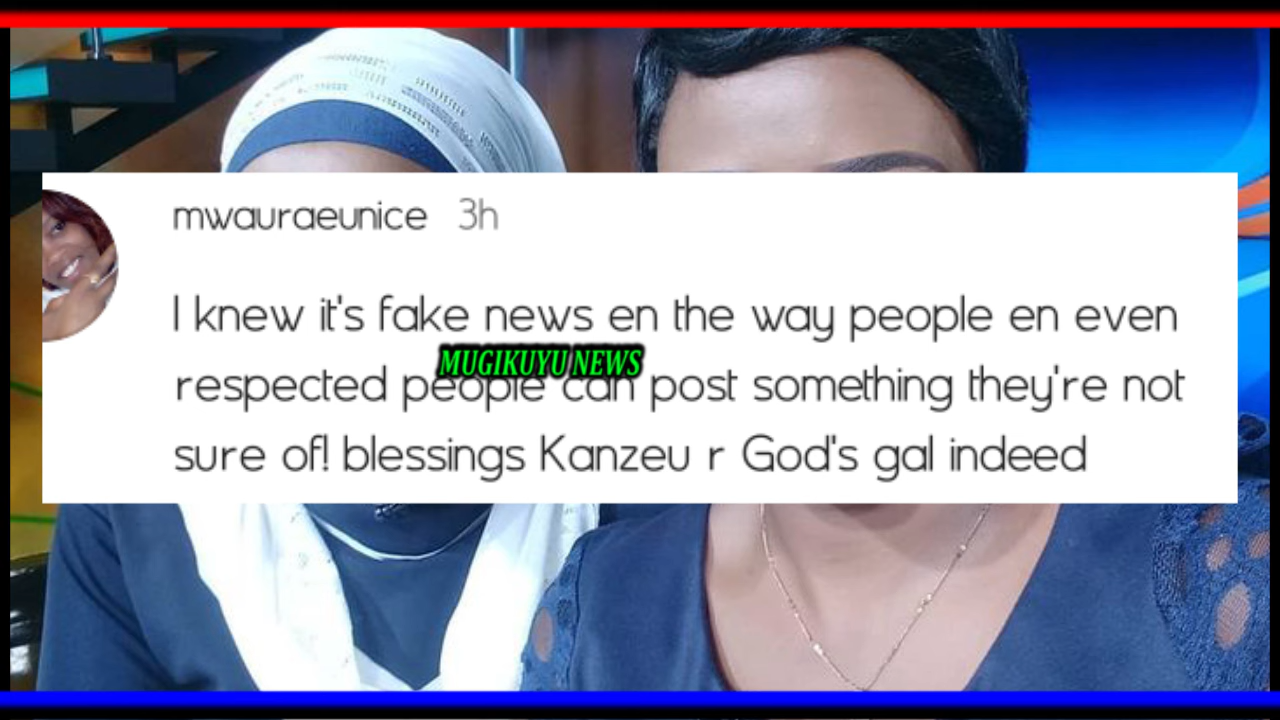 mwauraeunice 3h
I knew it's fake news en the way people en even
MUGIKUYU NEWS
respected people can post something they're not
sure of! blessings Kanzeu r God's gal indeed